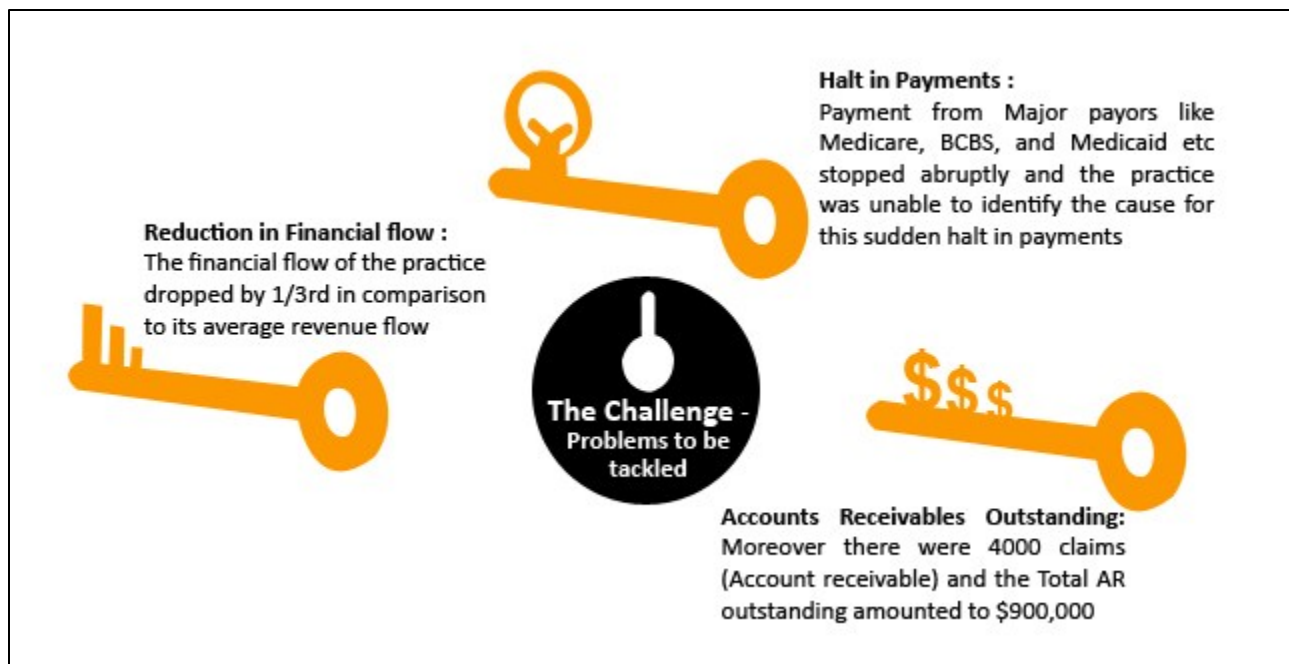 Halt in Payments :
Payment from Major payors like
Medicare, BCBS, and Medicaid etc
stopped abruptly and the practice
was unable to identify the cause for
this sudden halt in payments
Reduction in Financial flow :
The financial flow of the practice
dropped by 1/3rd in comparison
to its average revenue flow
The Challenge -
Problems to be
tackled
$$$
Accounts Receivables Outstanding:
Moreover there were 4000 claims
(Account receivable) and the Total AR
outstanding amounted to $900,000